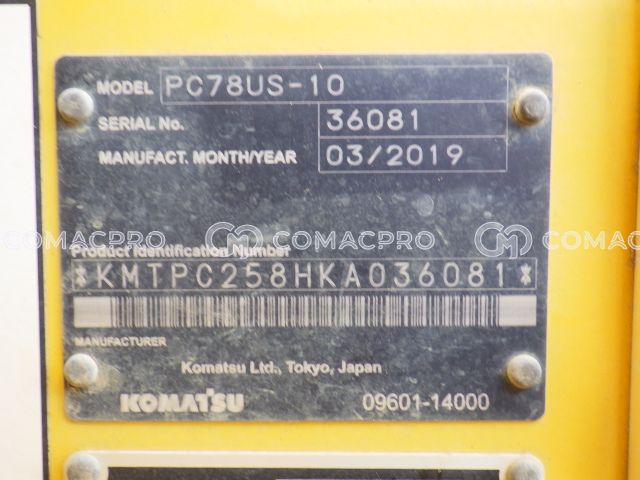 MODEL PC78US-10
SERIAL No. 36081
MANUFACT. MONTH/YEAR 03/2019
COMACPRO COMACPRO
Product Identification Number
*KMTPC258HKA036081*
MANUFACTURER
Komatsu Ltd., Tokyo, Japan
KOMATSU 09601-14000